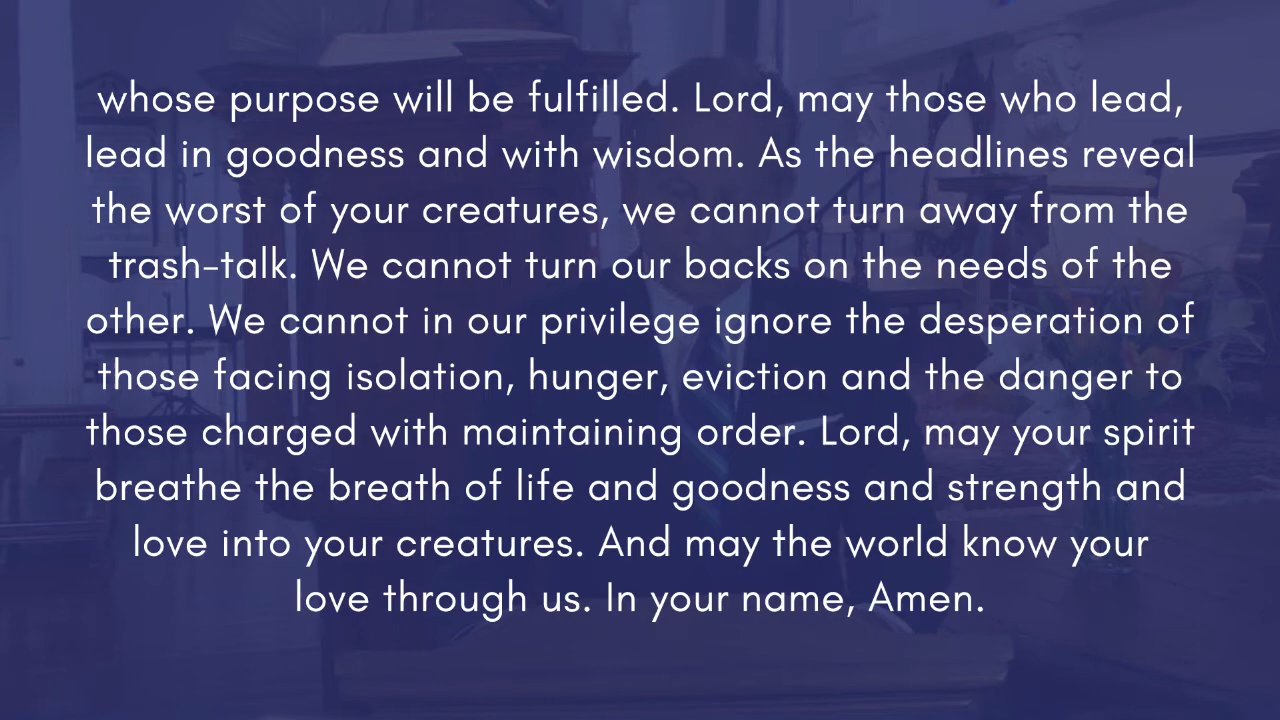 whose purpose will be fulfilled. Lord, may those who lead,
lead in goodness and with wisdom. As the headlines reveal
the worst of your creatures, we cannot turn away from the
trash-talk. We cannot turn our backs on the needs of the
other. We cannot in our privilege ignore the desperation of
those facing isolation, hunger, eviction and the danger to
those charged with maintaining order. Lord, may your spirit
breathe the breath of life and goodness and strength and
love into your creatures. And may the world know your
love through us. In your name, Amen.